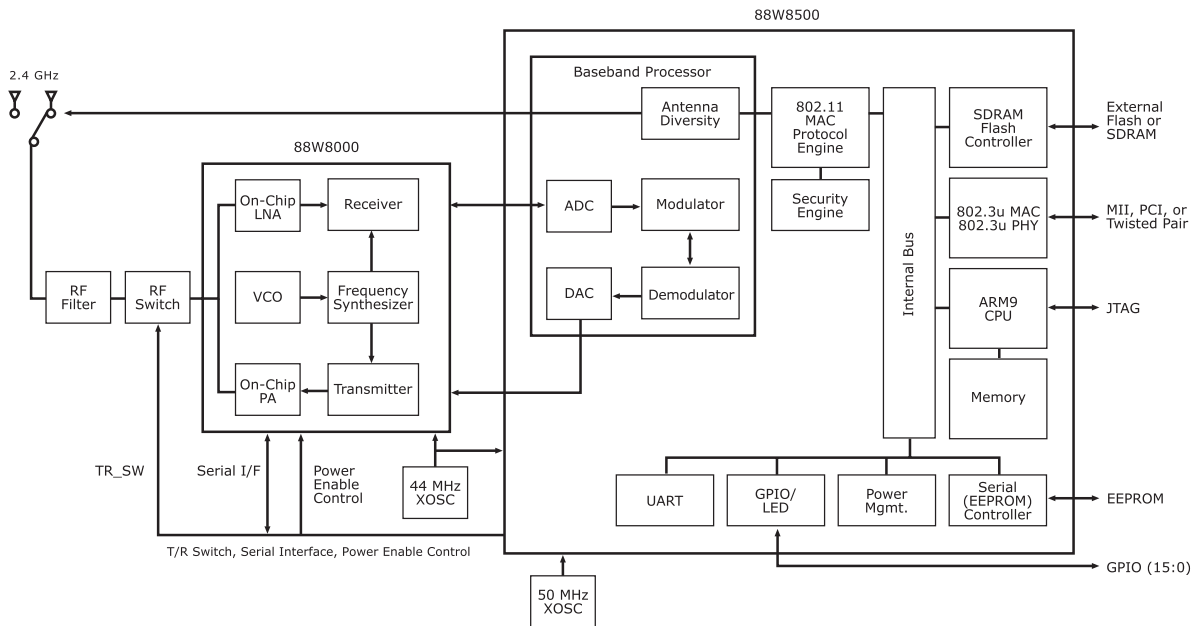 88W8500
2.4 GHz
Baseband Processor
Antenna
Diversity
802.11
MAC
Protocol
Engine
SDRAM
Flash
Controller
External
Flash or
SDRAM
88W8000
On-Chip
LNA
Receiver
ADC
Modulator
Security
Engine
802.3u MAC
802.3u PHY
MII, PCI, or
Twisted Pair
Internal Bus
RF
Filter
RF
Switch
VCO
Frequency
Synthesizer
DAC
Demodulator
ARM9
CPU
JTAG
On-Chip
PA
Transmitter
Memory
TR_SW
Serial I/F
Power
Enable
Control
44 MHz
XOSC
UART
GPIO/
LED
Power
Mgmt.
Serial
(EEPROM)
Controller
EEPROM
T/R Switch, Serial Interface, Power Enable Control
GPIO (15:0)
50 MHz
XOSC